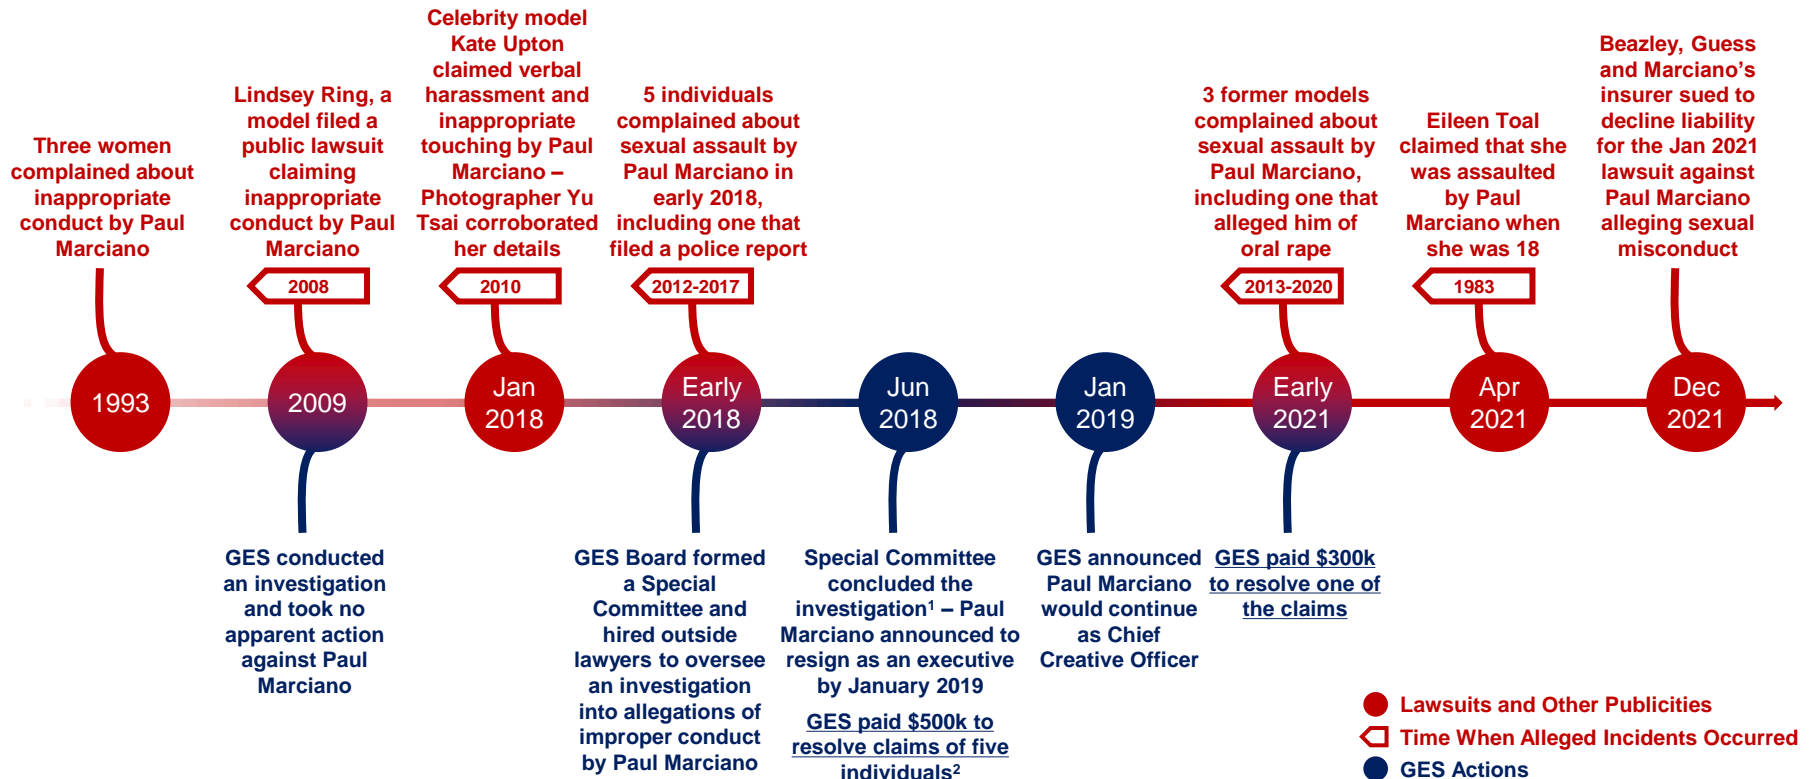 Three women
complained about
inappropriate
conduct by Paul
Marciano
Lindsey Ring, a
model filed a
public lawsuit
claiming
inappropriate
conduct by Paul
Marciano
2008
Celebrity model
Kate Upton
claimed verbal
harassment and
inappropriate
touching by Paul
Marciano –
Photographer Yu
Tsai corroborated
her details
2010
5 individuals
complained about
sexual assault by
Paul Marciano in
early 2018,
including one that
filed a police report
2012-2017
3 former models
complained about
sexual assault by
Paul Marciano,
including one that
alleged him of
oral rape
2013-2020
Eileen Toal
claimed that she
was assaulted
by Paul
Marciano when
she was 18
1983
Beazley, Guess
and Marciano's
insurer sued to
decline liability
for the Jan 2021
lawsuit against
Paul Marciano
alleging sexual
misconduct
1993
2009
Jan
2018
Early
2018
Jun
2018
Jan
2019
Early
2021
Apr
2021
Dec
2021
GES conducted
an investigation
and took no
apparent action
against Paul
Marciano
GES Board formed
a Special
Committee and
hired outside
lawyers to oversee
an investigation
into allegations of
improper conduct
by Paul Marciano
Special Committee
concluded the
investigation¹ – Paul
Marciano announced to
resign as an executive
by January 2019
GES paid $500k to
resolve claims of five
individuals²
GES announced
Paul Marciano
would continue
as Chief
Creative Officer
GES paid $300k
to resolve one of
the claims
Lawsuits and Other Publicities
Time When Alleged Incidents Occurred
GES Actions